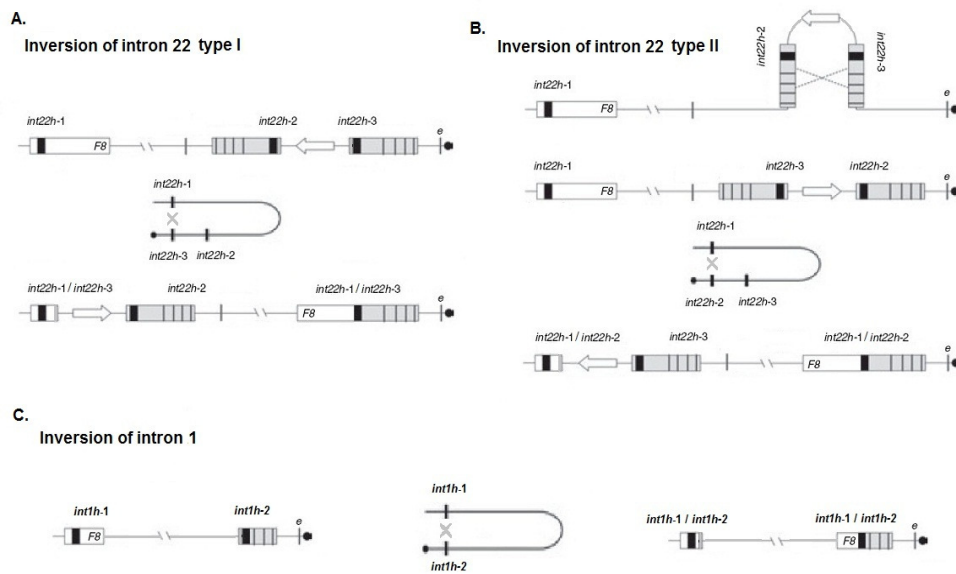 A.
Inversion of intron 22 type I
int22h-1
int22h-2
int22h-3
e
F8
int22h-1
int22h-3
int22h-2
int22h-1 / int22h-3
int22h-2
int22h-1 / int22h-3
e
F8
B.
Inversion of intron 22 type II
int22h-2
int22h-3
int22h-1
e
F8
int22h-1
int22h-3
int22h-2
e
F8
int22h-1
int22h-2
int22h-3
int22h-1 / int22h-2
int22h-3
int22h-1 / int22h-2
e
F8
C.
Inversion of intron 1
int1h-1
int1h-2
e
F8
int1h-1
int1h-2
int1h-1 / int1h-2
int1h-1 / int1h-2
e
F8